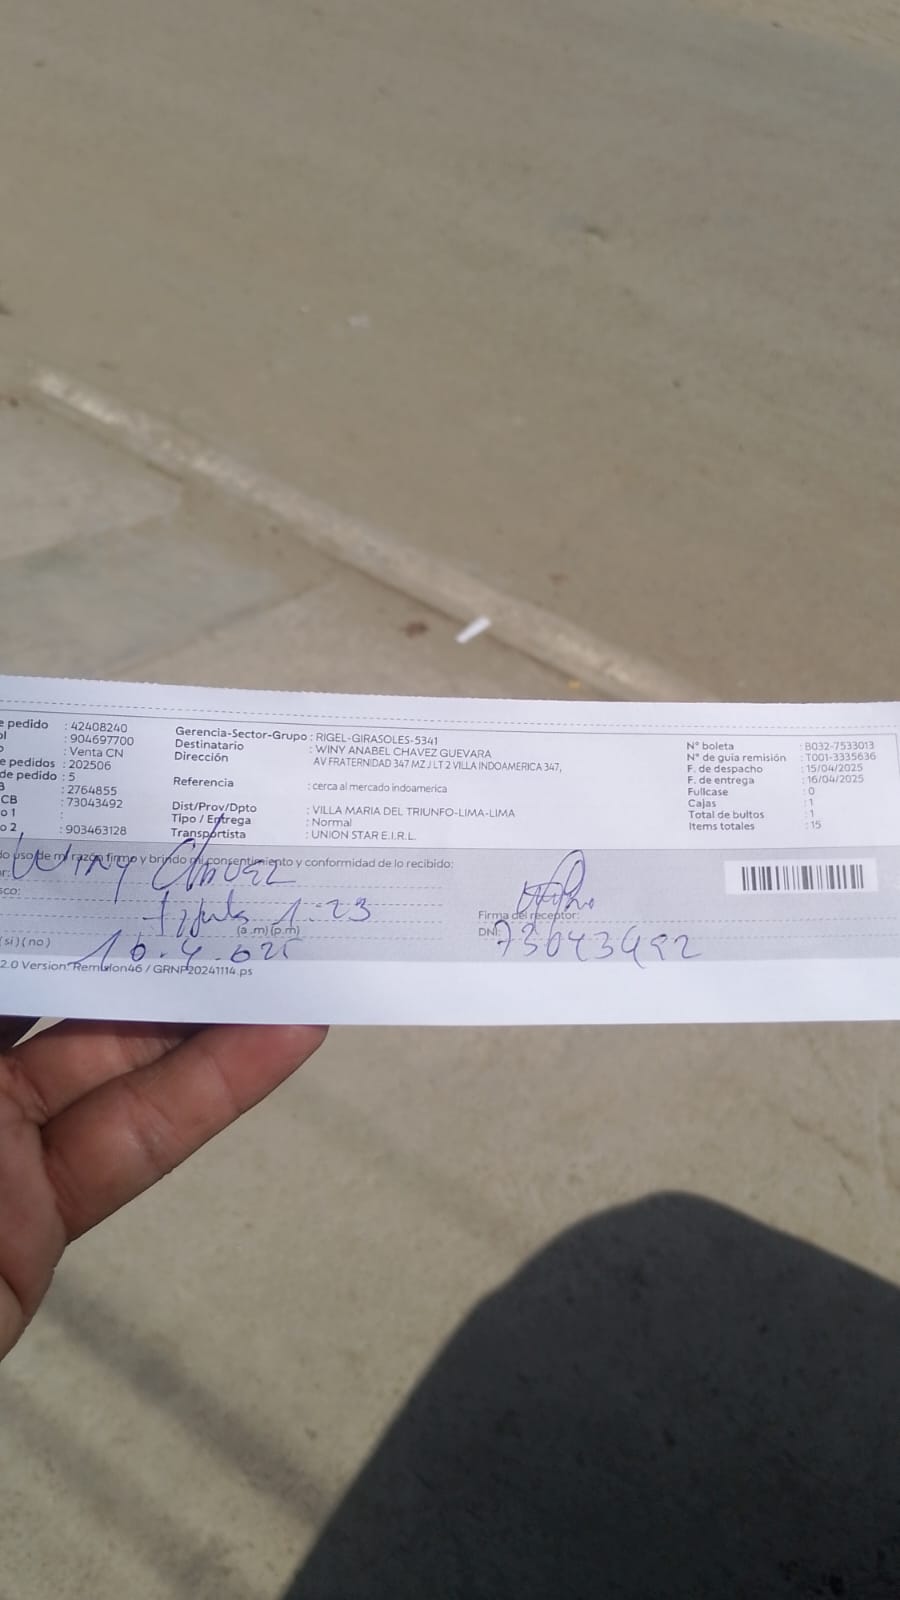 e pedido : 42408240
ol : 904697700
o : Venta CN
e pedidos : 202506
de pedido : 5
3 : 2764855
CB : 73043492
o 1 :
o 2 : 903463128
Gerencia-Sector-Grupo : RIGEL-GIRASOLES-5341
Destinatario : WINY ANABEL CHAVEZ GUEVARA
Dirección AV FRATERNIDAD 347 MZ J LT 2 VILLA INDOAMERICA 347,
Referencia : cerca al mercado indoamerica
Dist/Prov/Dpto : VILLA MARIA DEL TRIUNFO-LIMA-LIMA
Tipo / Entrega : Normal
Transportista : UNION STAR E.I.R.L.
N° boleta : B032-7533013
N° de guia remisión : T001-3335636
F. de despacho : 15/04/2025
F. de entrega : 16/04/2025
Fullcase : 0
Cajas : 1
Total de bultos : 1
Items totales : 15
do uso de mi razón firmo y brindo mi consentimiento y conformidad de lo recibido:
ar: Winy Chavez
sco:
1:23
(a.m) (p.m)
(si) (no) 16.4.
2.0 Version: Remision46 / GRNP20241114.ps
Firma del receptor:
DNI: 73043492